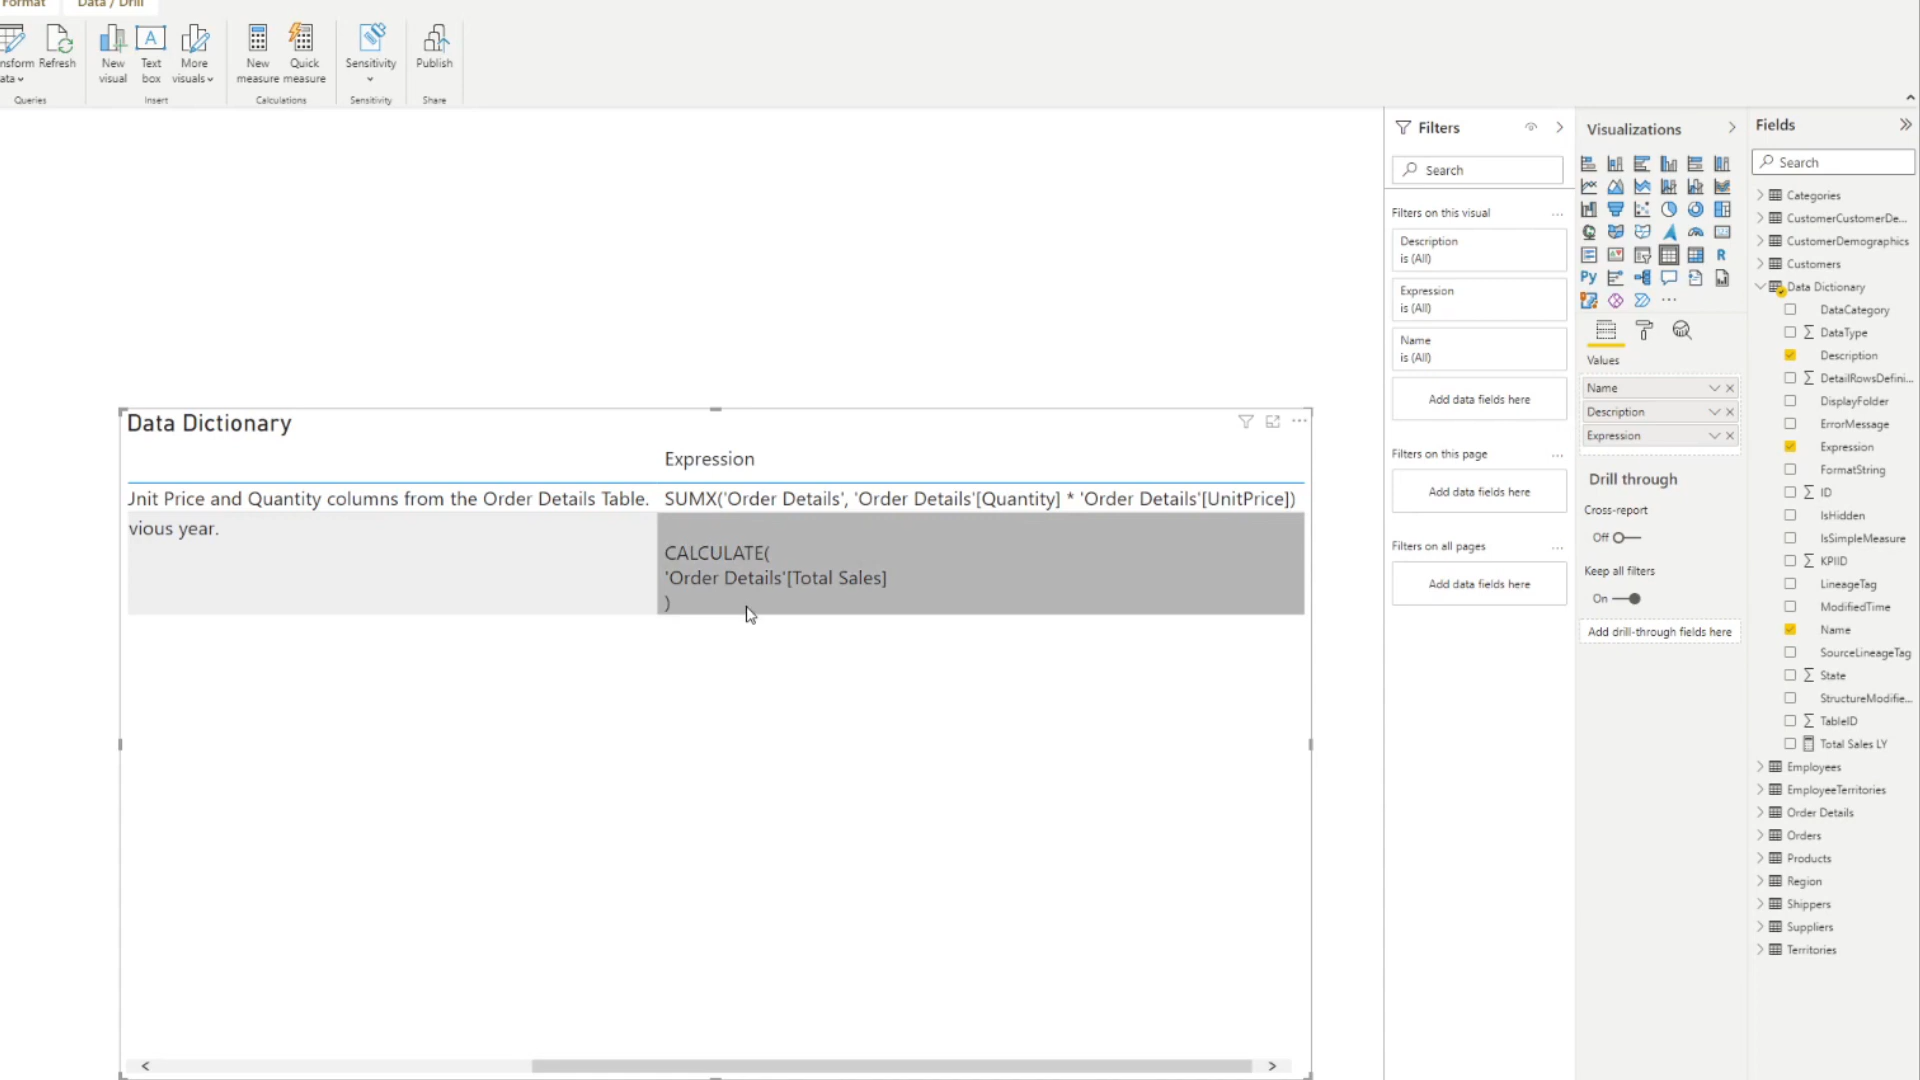 Format
Data / Drill
nsform Refresh
ata
New
visual
Text
box
More
visuals
New
measure
Quick
measure
Sensitivity
Publish
Queries
Insert
Calculations
Sensitivity
Share
Data Dictionary
Expression
Unit Price and Quantity columns from the Order Details Table.
SUMX('Order Details', 'Order Details'[Quantity] * 'Order Details'[UnitPrice])
vious year.
CALCULATE(
'Order Details'[Total Sales]
)
Filters
Search
Filters on this visual
Description
is (All)
Expression
is (All)
Name
is (All)
Add data fields here
Filters on this page
Add data fields here
Filters on all pages
Add data fields here
Visualizations
R
Py
Values
Name
Description
Expression
Drill through
Cross-report
Off
Keep all filters
On
Add drill-through fields here
Fields
Search
Categories
CustomerCustomerDe...
CustomerDemographics
Customers
Data Dictionary
DataCategory
DataType
Description
DetailRowsDefini...
DisplayFolder
ErrorMessage
Expression
FormatString
ID
IsHidden
IsSimpleMeasure
KPIID
LineageTag
ModifiedTime
Name
SourceLineageTag
State
StructureModifie...
TableID
Total Sales LY
Employees
EmployeeTerritories
Order Details
Orders
Products
Region
Shippers
Suppliers
Territories